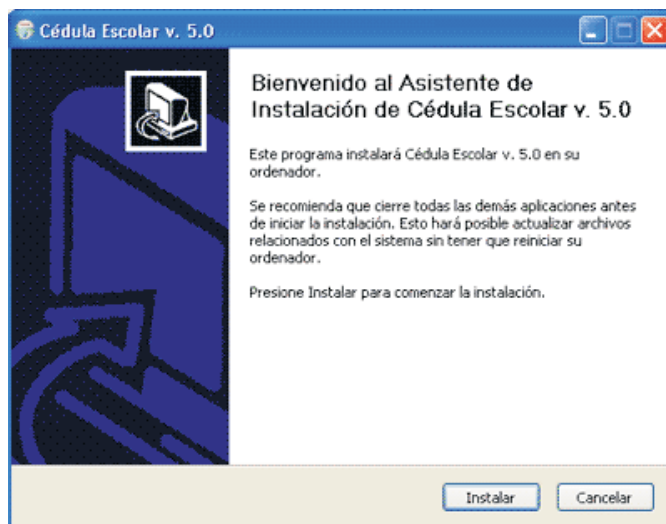 Cédula Escolar v. 5.0
Bienvenido al Asistente de
Instalación de Cédula Escolar v. 5.0
Este programa instalará Cédula Escolar v. 5.0 en su
ordenador.
Se recomienda que cierre todas las demás aplicaciones antes
de iniciar la instalación. Esto hará posible actualizar archivos
relacionados con el sistema sin tener que reiniciar su
ordenador.
Presione Instalar para comenzar la instalación.
Instalar
Cancelar